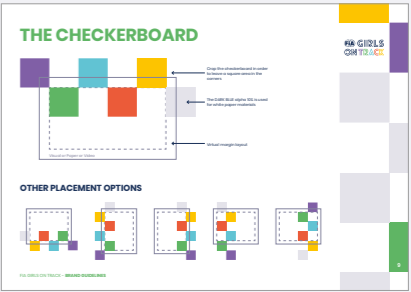 THE CHECKERBOARD
FIA GIRLS
ON TRACK
Crop the checkerboard in order
to leave a square area in the
corners
The CUBE BLUE alpha 10% is used
for white paper materials
Virtual margin layout
OTHER PLACEMENT OPTIONS
FIA GIRLS ON TRACK - BRAND GUIDELINES
9